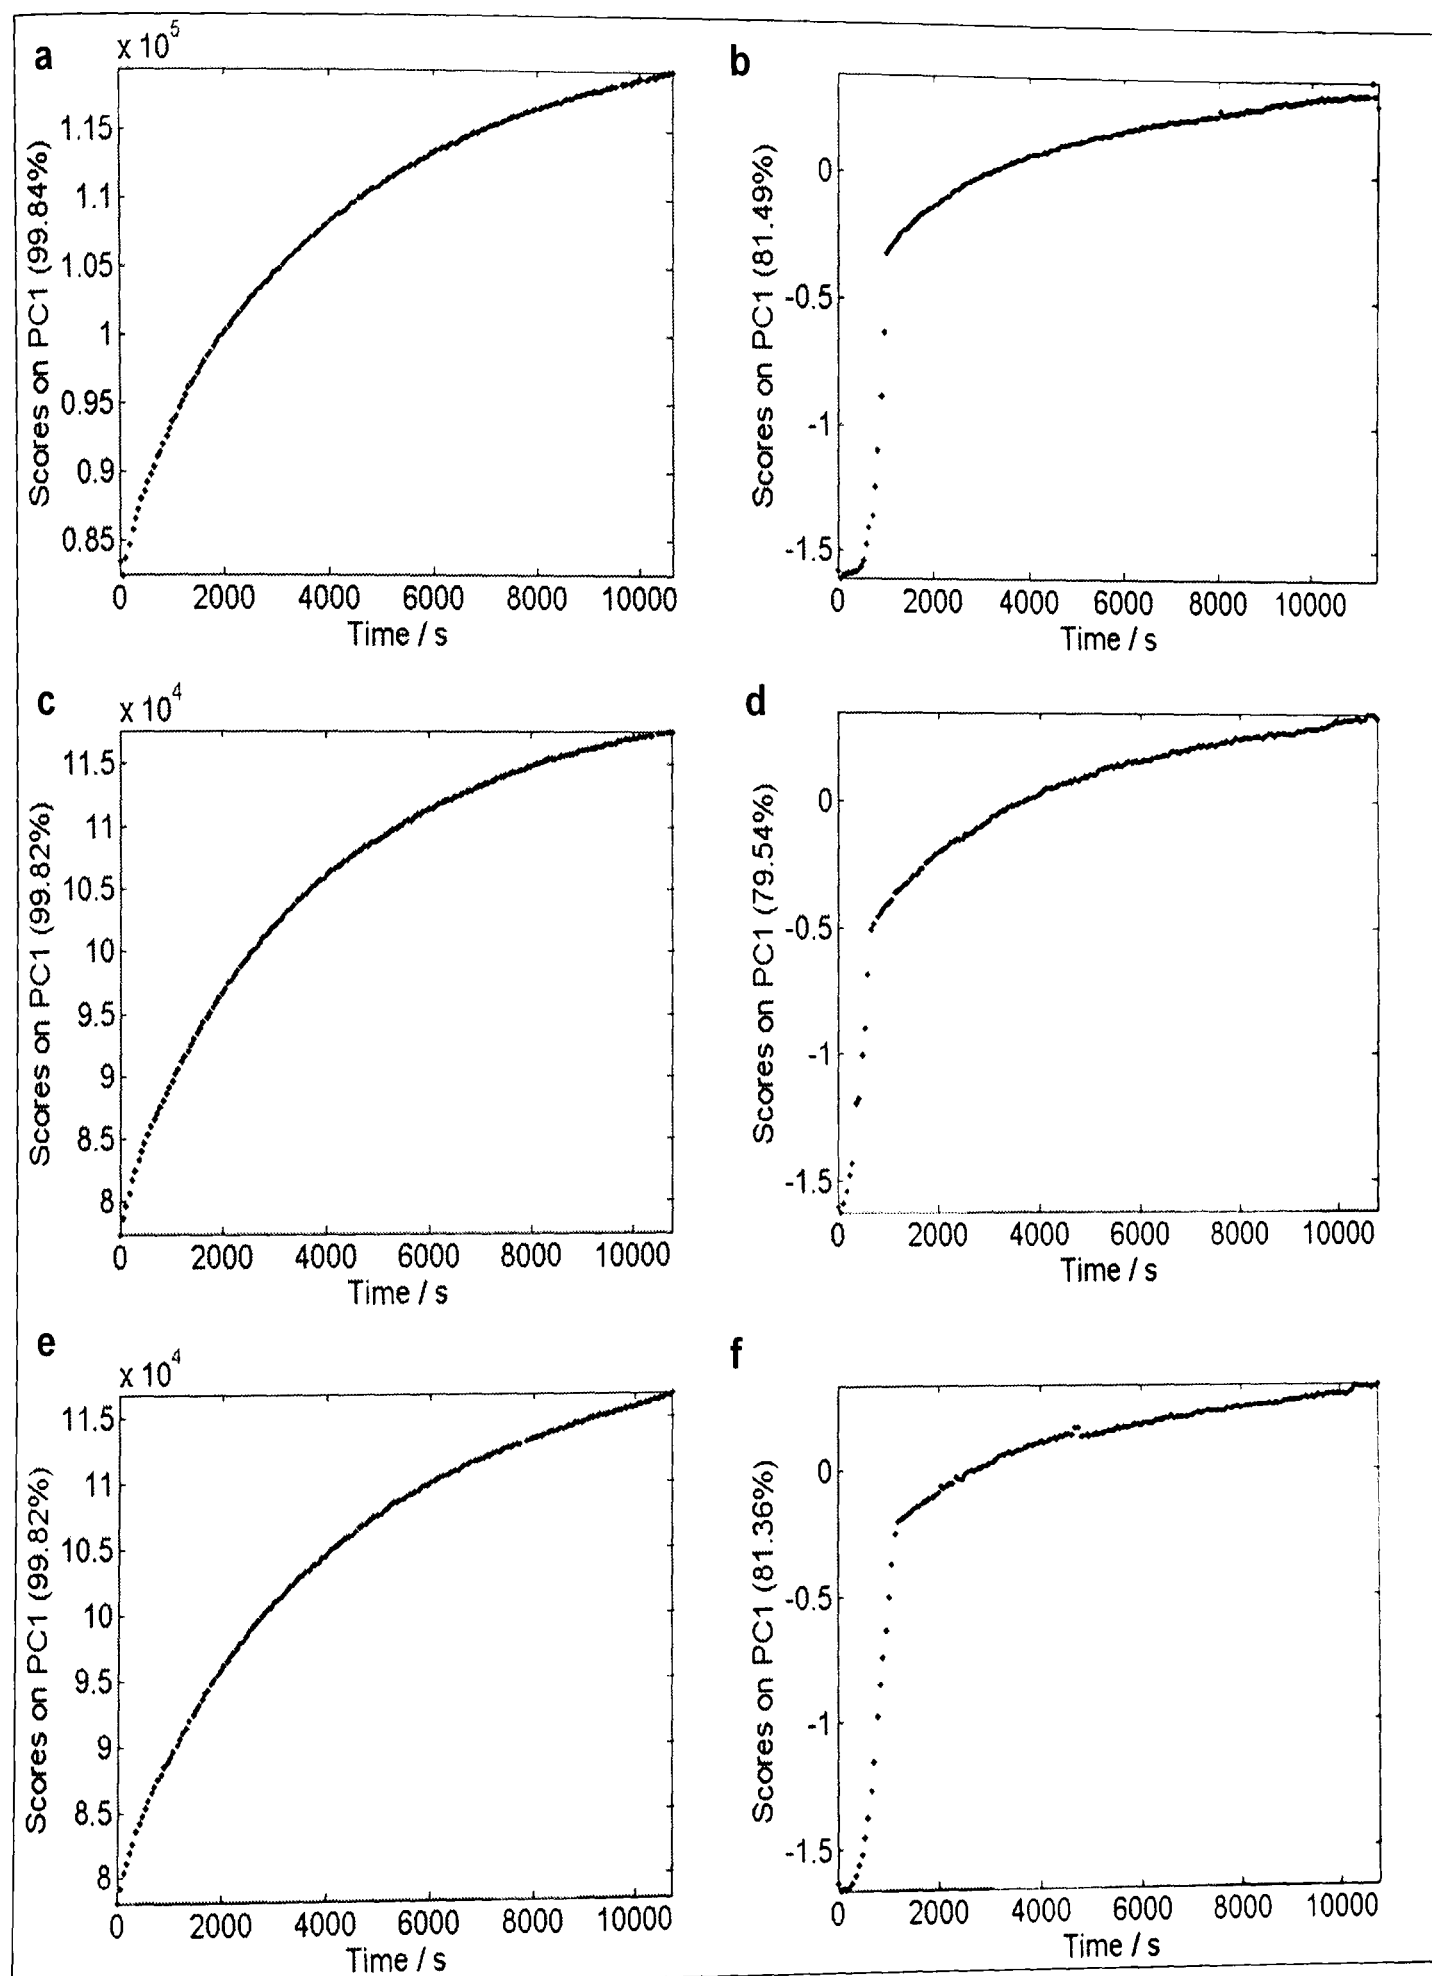 a
x 10^5
Scores on PC1 (99.84%)
1.15
1.1
1.05
1
0.95
0.9
0.85
0 2000 4000 6000 8000 10000
Time / s
b
Scores on PC1 (81.49%)
0
-0.5
-1
-1.5
0 2000 4000 6000 8000 10000
Time / s
c
x 10^4
Scores on PC1 (99.82%)
11.5
11
10.5
10
9.5
9
8.5
8
0 2000 4000 6000 8000 10000
Time / s
d
Scores on PC1 (79.54%)
0
-0.5
-1
-1.5
0 2000 4000 6000 8000 10000
Time / s
e
x 10^4
Scores on PC1 (99.82%)
11.5
11
10.5
10
9.5
9
8.5
8
0 2000 4000 6000 8000 10000
Time / s
f
Scores on PC1 (81.36%)
0
-0.5
-1
-1.5
0 2000 4000 6000 8000 10000
Time / s